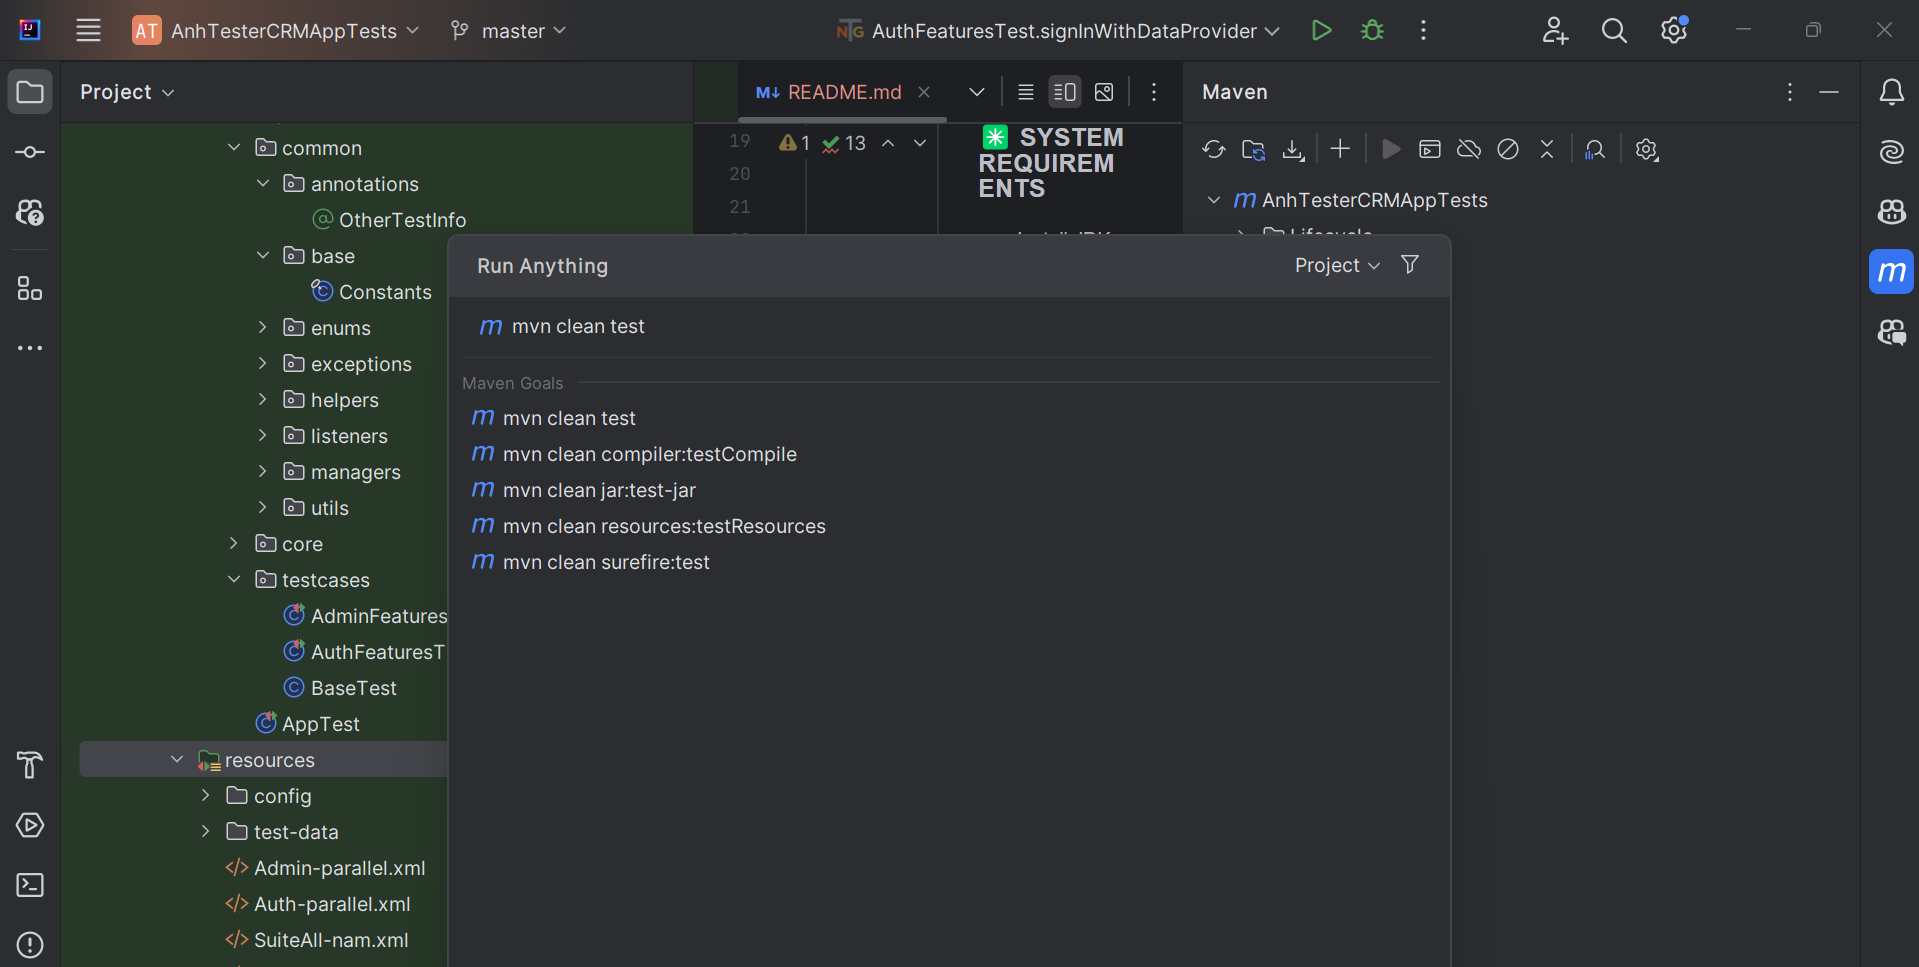 AT AnhTesterCRMAppTests master AuthFeaturesTest.signInWithDataProvider
Project
common
annotations
OtherTestInfo
base
Constants
enums
exceptions
helpers
listeners
managers
utils
core
testcases
AdminFeatures
AuthFeaturesT
BaseTest
AppTest
resources
config
test-data
Admin-parallel.xml
Auth-parallel.xml
SuiteAll-nam.xml
M↓ README.md
19
20
21
1 13
SYSTEM
REQUIREM
ENTS
Maven
m AnhTesterCRMAppTests
Lifecycle
Run Anything Project
m mvn clean test
Maven Goals
m mvn clean test
m mvn clean compiler:testCompile
m mvn clean jar:test-jar
m mvn clean resources:testResources
m mvn clean surefire:test
m